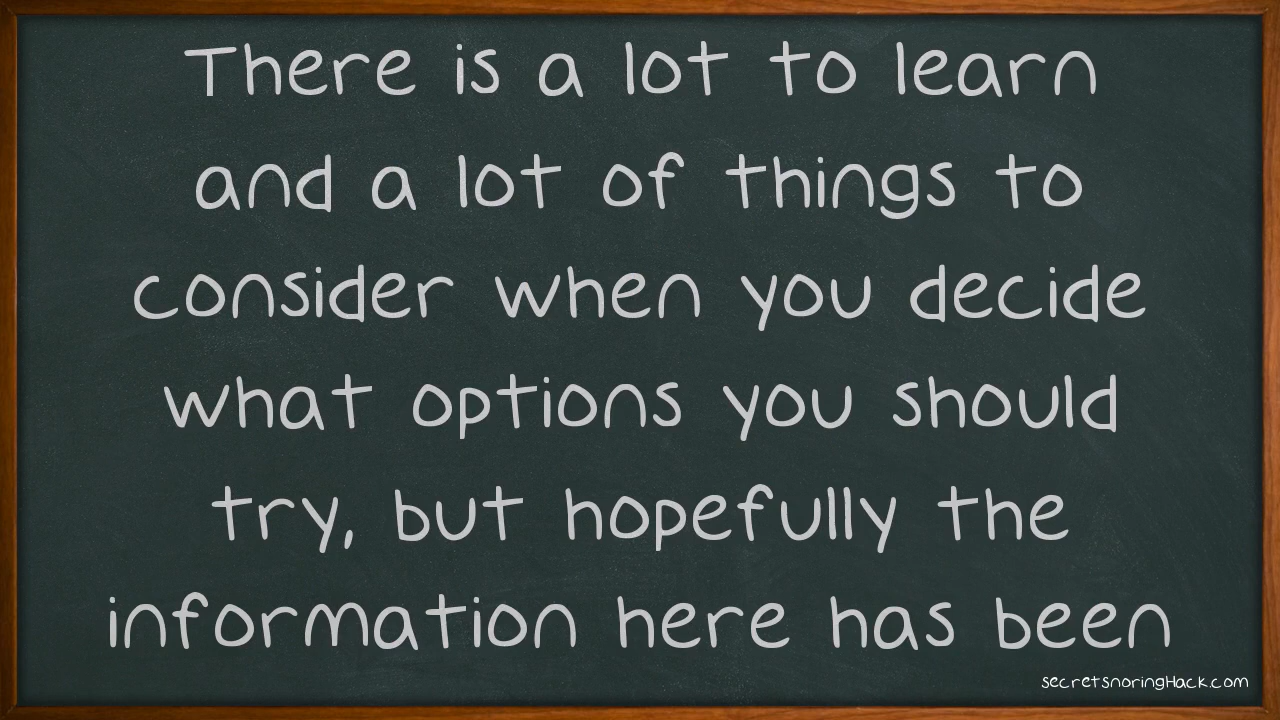 There is a lot to learn
and a lot of things to
consider when you decide
what options you should
try, but hopefully the
information here has been
secretsnoringHack.com